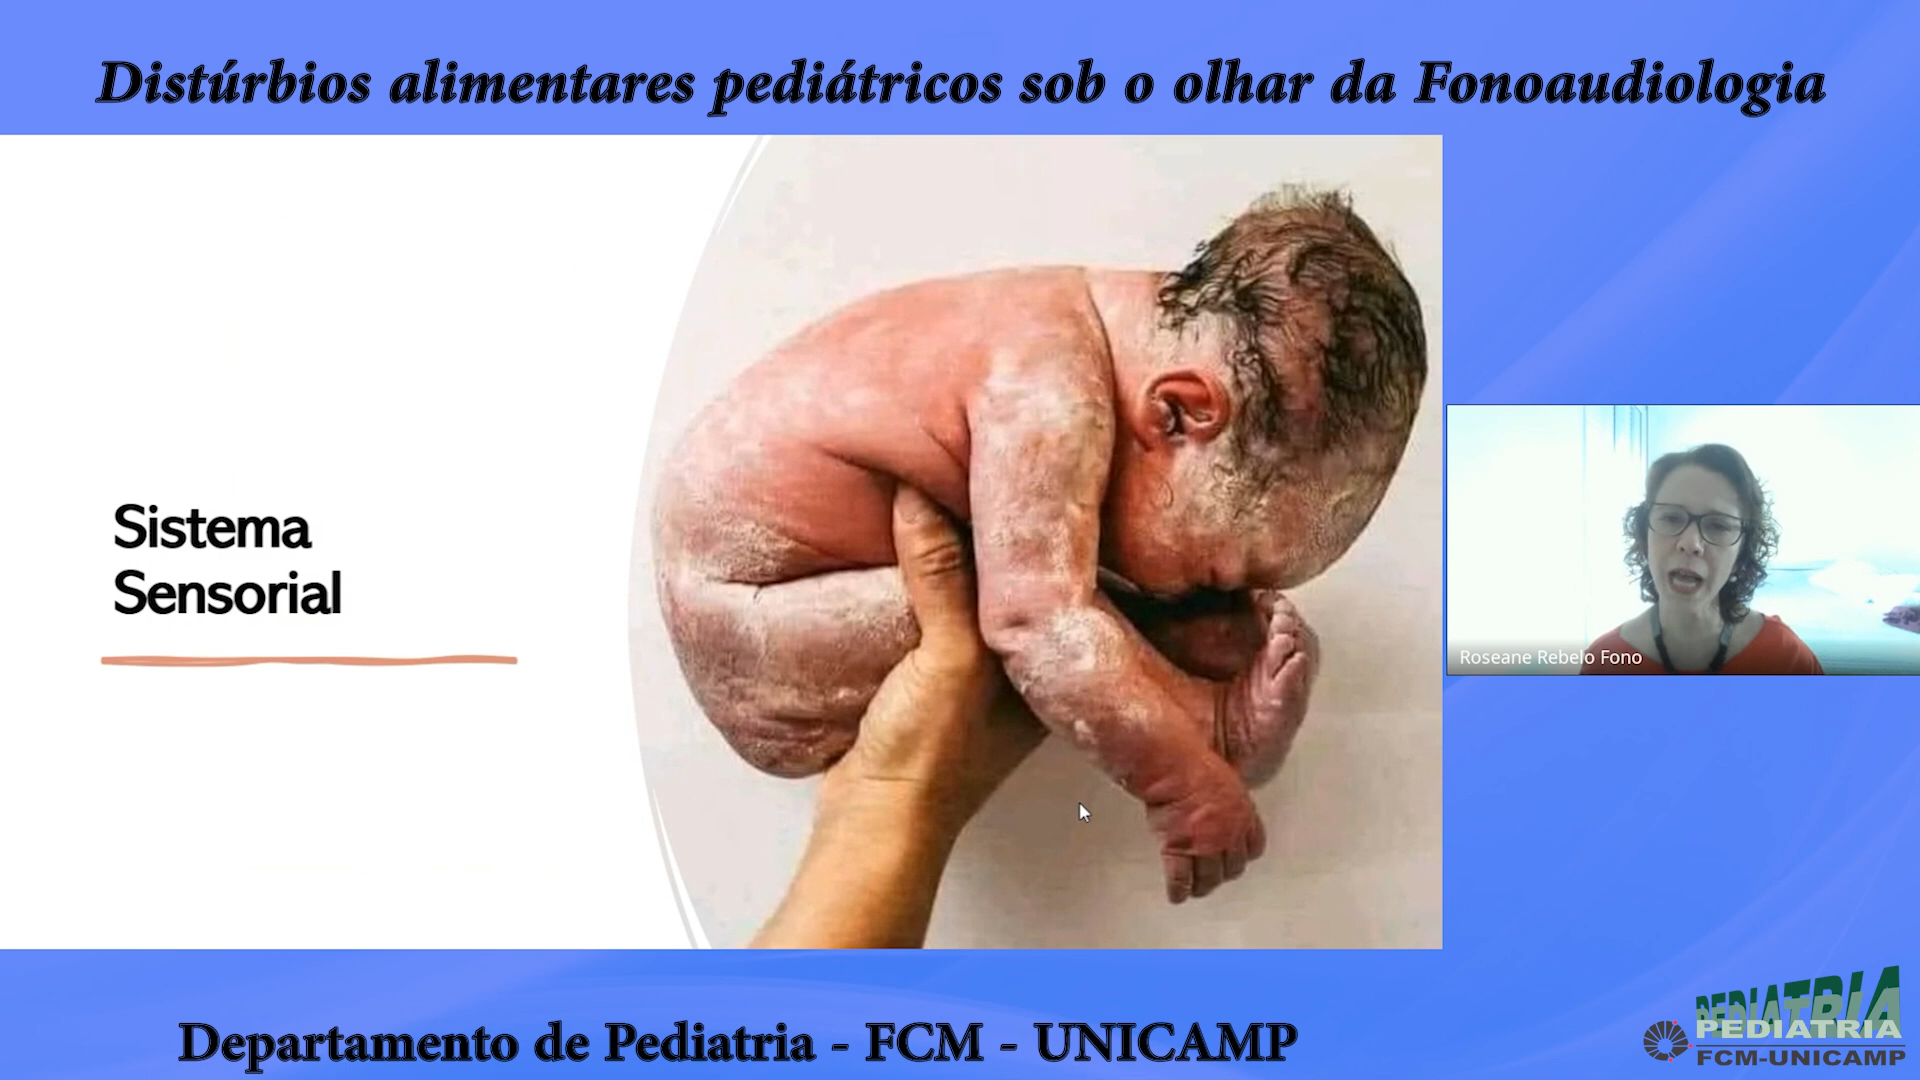 Distúrbios alimentares pediátricos sob o olhar da Fonoaudiologia
Sistema
Sensorial
Roseane Rebelo Fono
Departamento de Pediatria - FCM - UNICAMP
PEDIATRIA
PEDIATRIA
FCM-UNICAMP